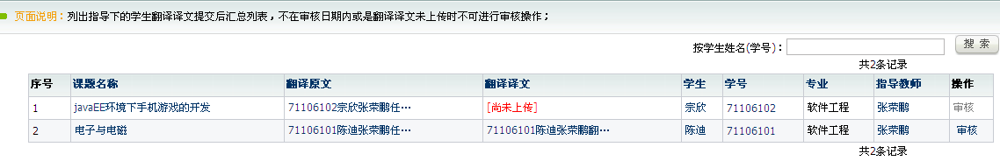 页面说明：列出指导下的学生翻译译文提交后汇总列表，不在审核日期内或是翻译译文未上传时不可进行审核操作；
按学生姓名(学号)： 搜 索
共2条记录
序号 课题名称 翻译原文 翻译译文 学生 学号 专业 指导教师 操作
1 javaEE环境下手机游戏的开发 71106102宗欣张荣鹏任… [尚未上传] 宗欣 71106102 软件工程 张荣鹏 审核
2 电子与电磁 71106101陈迪张荣鹏任… 71106101陈迪张荣鹏翻… 陈迪 71106101 软件工程 张荣鹏 审核
共2条记录